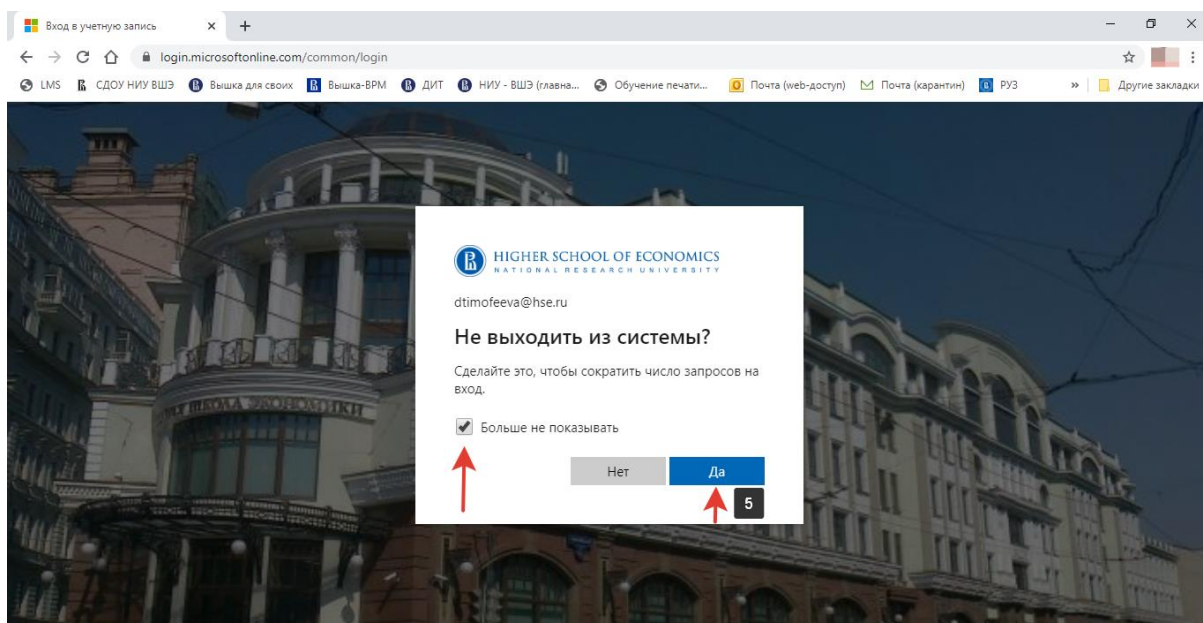 Вход в учетную запись
login.microsoftonline.com/common/login
LMS СДОУ НИУ ВШЭ Вышка для своих Вышка-BPM ДИТ НИУ - ВШЭ (главна... Обучение печати... Почта (web-доступ) Почта (карантин) РУЗ » Другие закладки
HIGHER SCHOOL OF ECONOMICS
NATIONAL RESEARCH UNIVERSITY
dtimofeeva@hse.ru
Не выходить из системы?
Сделайте это, чтобы сократить число запросов на
вход.
Больше не показывать
Нет Да
5
ШКОЛА ЭКОНОМИКИ